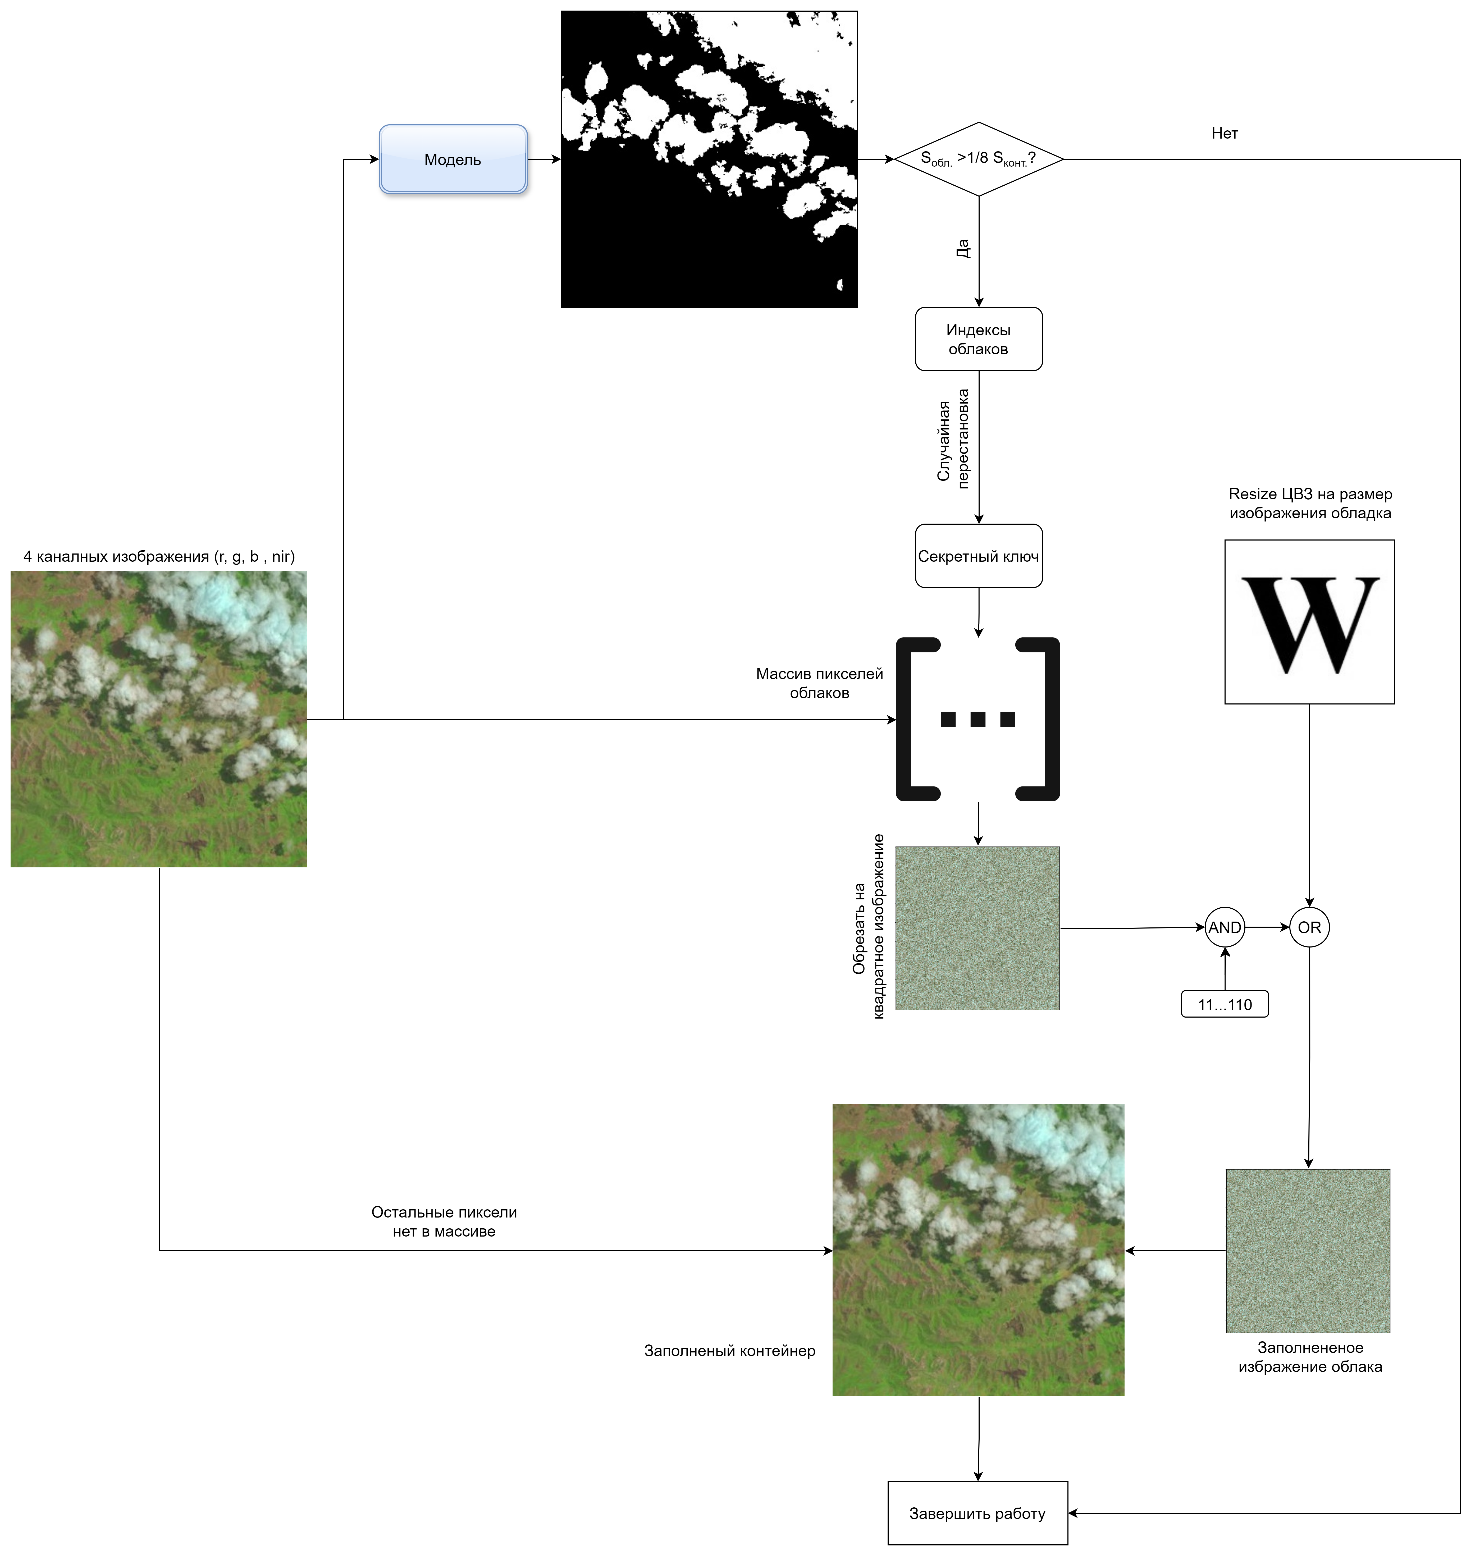 Модель
Sобл. >1/8 Sконт.?
Нет
Да
Индексы
облаков
Случайная
перестановка
Секретный ключ
Resize ЦВЗ на размер
изображения обладка
W
4 каналных изображения (r, g, b , nir)
Массив пикселей
облаков
Обрезать на
квадратное изображение
AND
OR
11...110
Остальные пиксели
нет в массиве
Заполненый контейнер
Заполнененое
избражение облака
Завершить работу